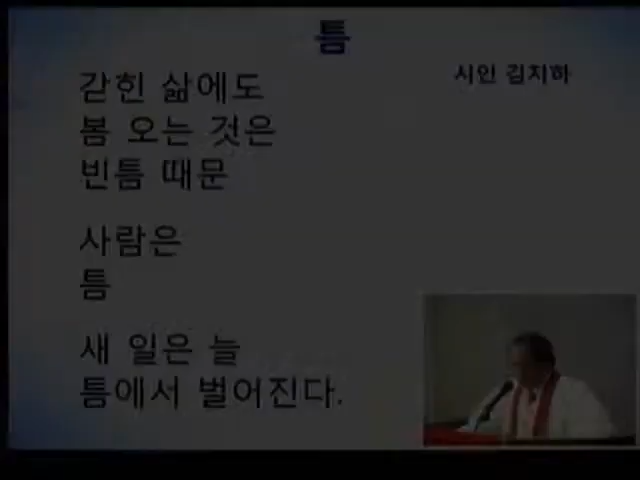 틈
시인 김지하
갇힌 삶에도
봄 오는 것은
빈틈 때문
사람은
틈
새 일은 늘
틈에서 벌어진다.